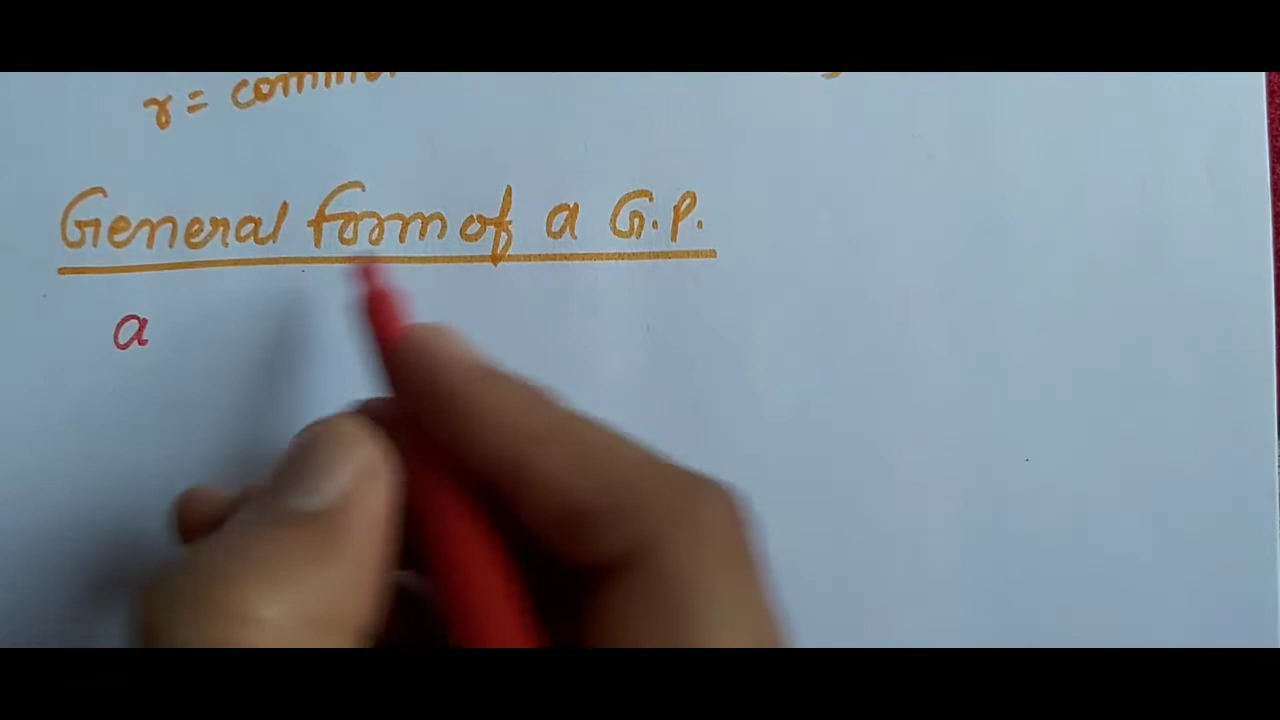 r =
General form of a G.P.
a